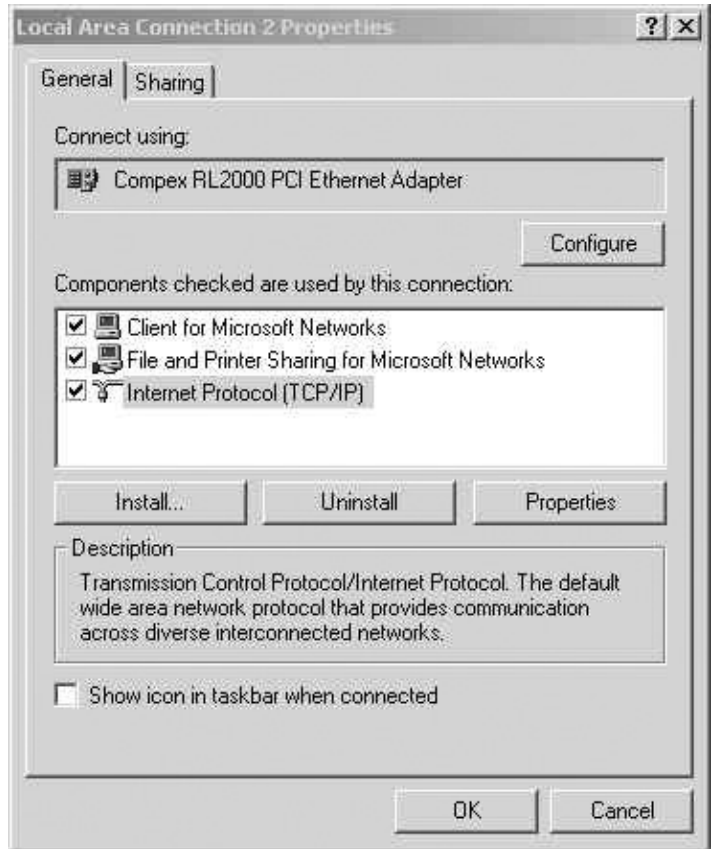 Local Area Connection 2 Properties
General Sharing
Connect using:
Compex RL2000 PCI Ethernet Adapter
Configure
Components checked are used by this connection:
Client for Microsoft Networks
File and Printer Sharing for Microsoft Networks
Internet Protocol (TCP/IP)
Install... Uninstall Properties
Description
Transmission Control Protocol/Internet Protocol. The default
wide area network protocol that provides communication
across diverse interconnected networks.
Show icon in taskbar when connected
OK Cancel